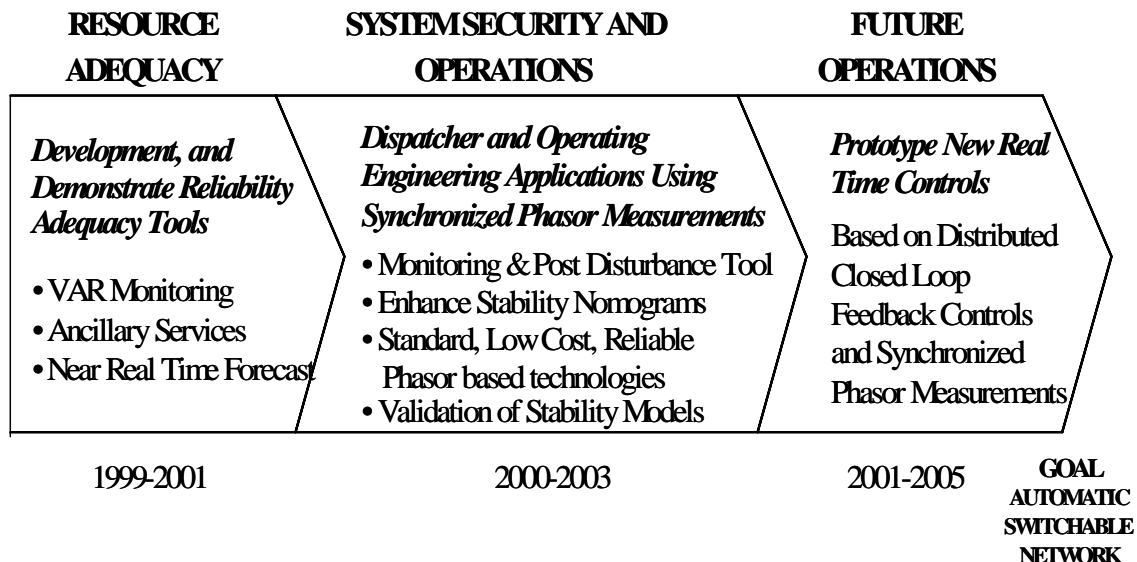 RESOURCE
ADEQUACY
SYSTEM SECURITY AND
OPERATIONS
FUTURE
OPERATIONS
Development, and
Demonstrate Reliability
Adequacy Tools
• VAR Monitoring
• Ancillary Services
• Near Real Time Forecast
Dispatcher and Operating
Engineering Applications Using
Synchronized Phasor Measurements
• Monitoring & Post Disturbance Tool
• Enhance Stability Nomograms
• Standard, Low Cost, Reliable
Phasor based technologies
• Validation of Stability Models
Prototype New Real
Time Controls
Based on Distributed
Closed Loop
Feedback Controls
and Synchronized
Phasor Measurements
1999-2001
2000-2003
2001-2005
GOAL
AUTOMATIC
SWITCHABLE
NETWORK